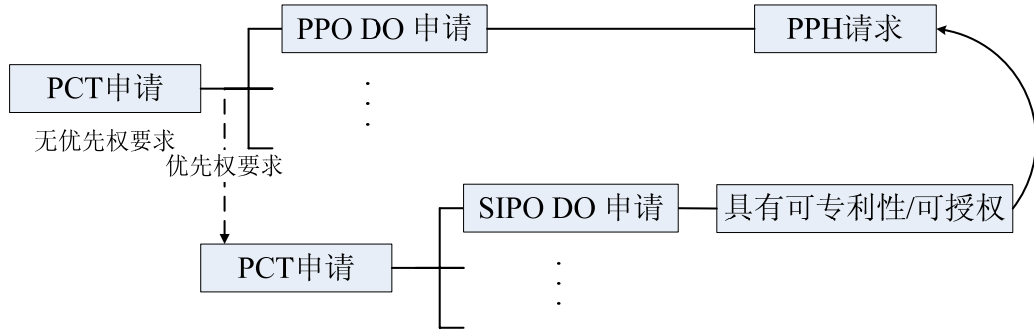 PPO DO 申请
PPH请求
PCT申请
无优先权要求
优先权要求
SIPO DO 申请
具有可专利性/可授权
PCT申请